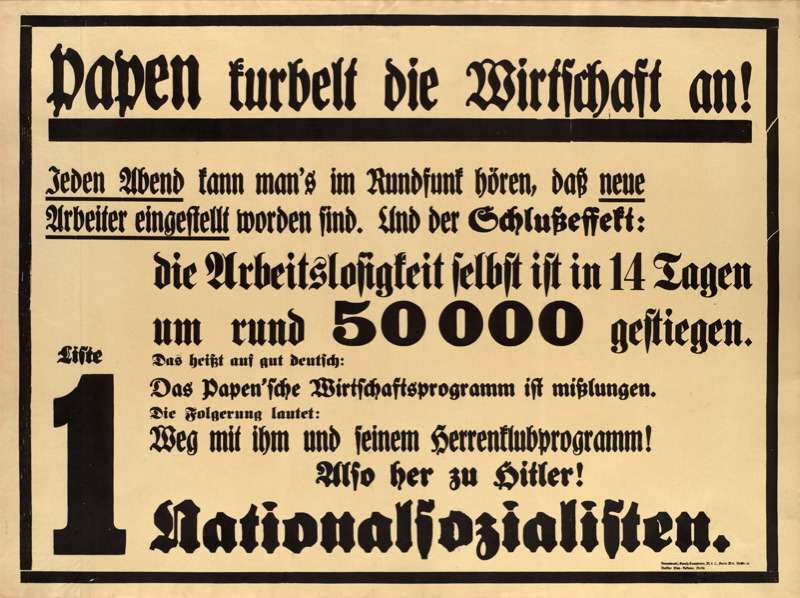 Papen kurbelt die Wirtschaft an!
Jeden Abend kann man's im Rundfunk hören, daß neue
Arbeiter eingestellt worden sind. Und der Schlußeffekt:
die Arbeitslosigkeit selbst ist in 14 Tagen
um rund 50 000 gestiegen.
Das heißt auf gut deutsch:
Das Papen'sche Wirtschaftsprogramm ist mißlungen.
Die Folgerung lautet:
Weg mit ihm und seinem Herrenklubprogramm!
Also her zu Hitler!
Liste
1 Nationalsozialisten.